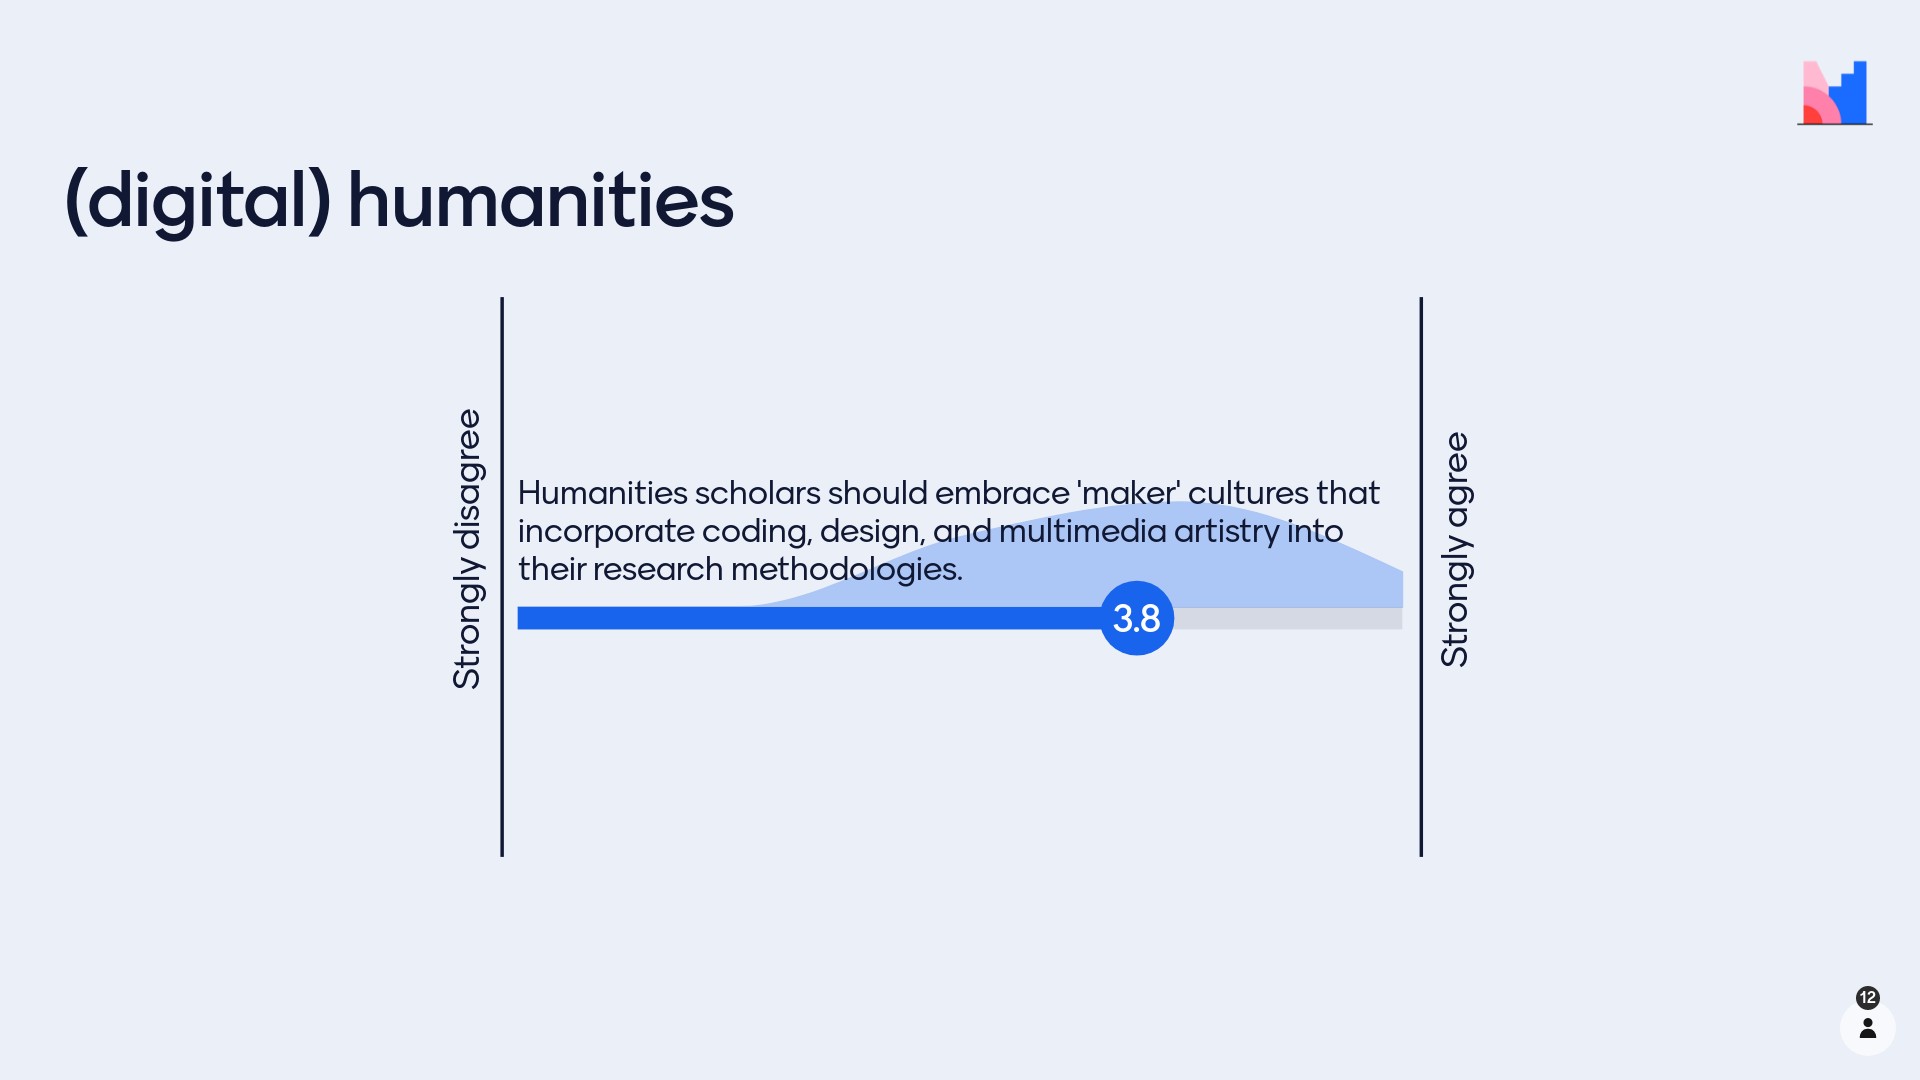 (digital) humanities
Strongly disagree
Humanities scholars should embrace 'maker' cultures that
incorporate coding, design, and multimedia artistry into
their research methodologies.
3.8
Strongly agree
12